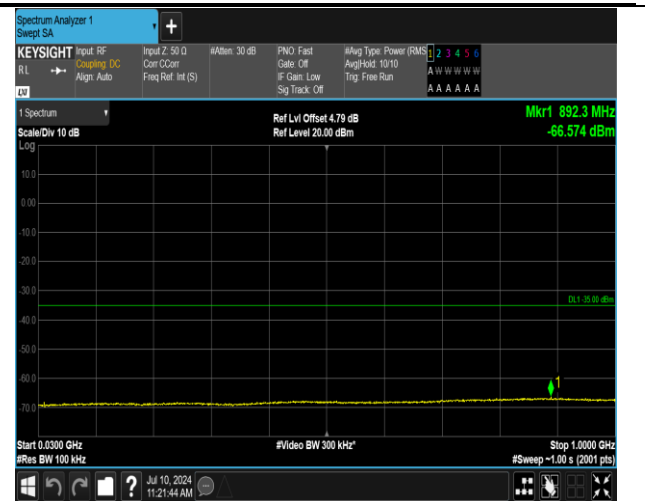 Spectrum Analyzer 1
Swept SA
KEYSIGHT
RL
LXI
Input: RF
Coupling: DC
Align: Auto
Input Z: 50 Ω
Corr CCorr
Freq Ref: Int (S)
#Atten: 30 dB
PNO: Fast
Gate: Off
IF Gain: Low
Sig Track: Off
#Avg Type: Power (RMS
Avg|Hold: 10/10
Trig: Free Run
1 2 3 4 5 6
A W W W W W
A A A A A A
1 Spectrum
Scale/Div 10 dB
Log
Ref Lvl Offset 4.79 dB
Ref Level 20.00 dBm
Mkr1 892.3 MHz
-66.574 dBm
10.0
0.00
-10.0
-20.0
-30.0
DL1 -35.00 dBm
-40.0
-50.0
-60.0
1
-70.0
Start 0.0300 GHz
#Res BW 100 kHz
#Video BW 300 kHz*
Stop 1.0000 GHz
#Sweep ~1.00 s (2001 pts)
?
Jul 10, 2024
11:21:44 AM